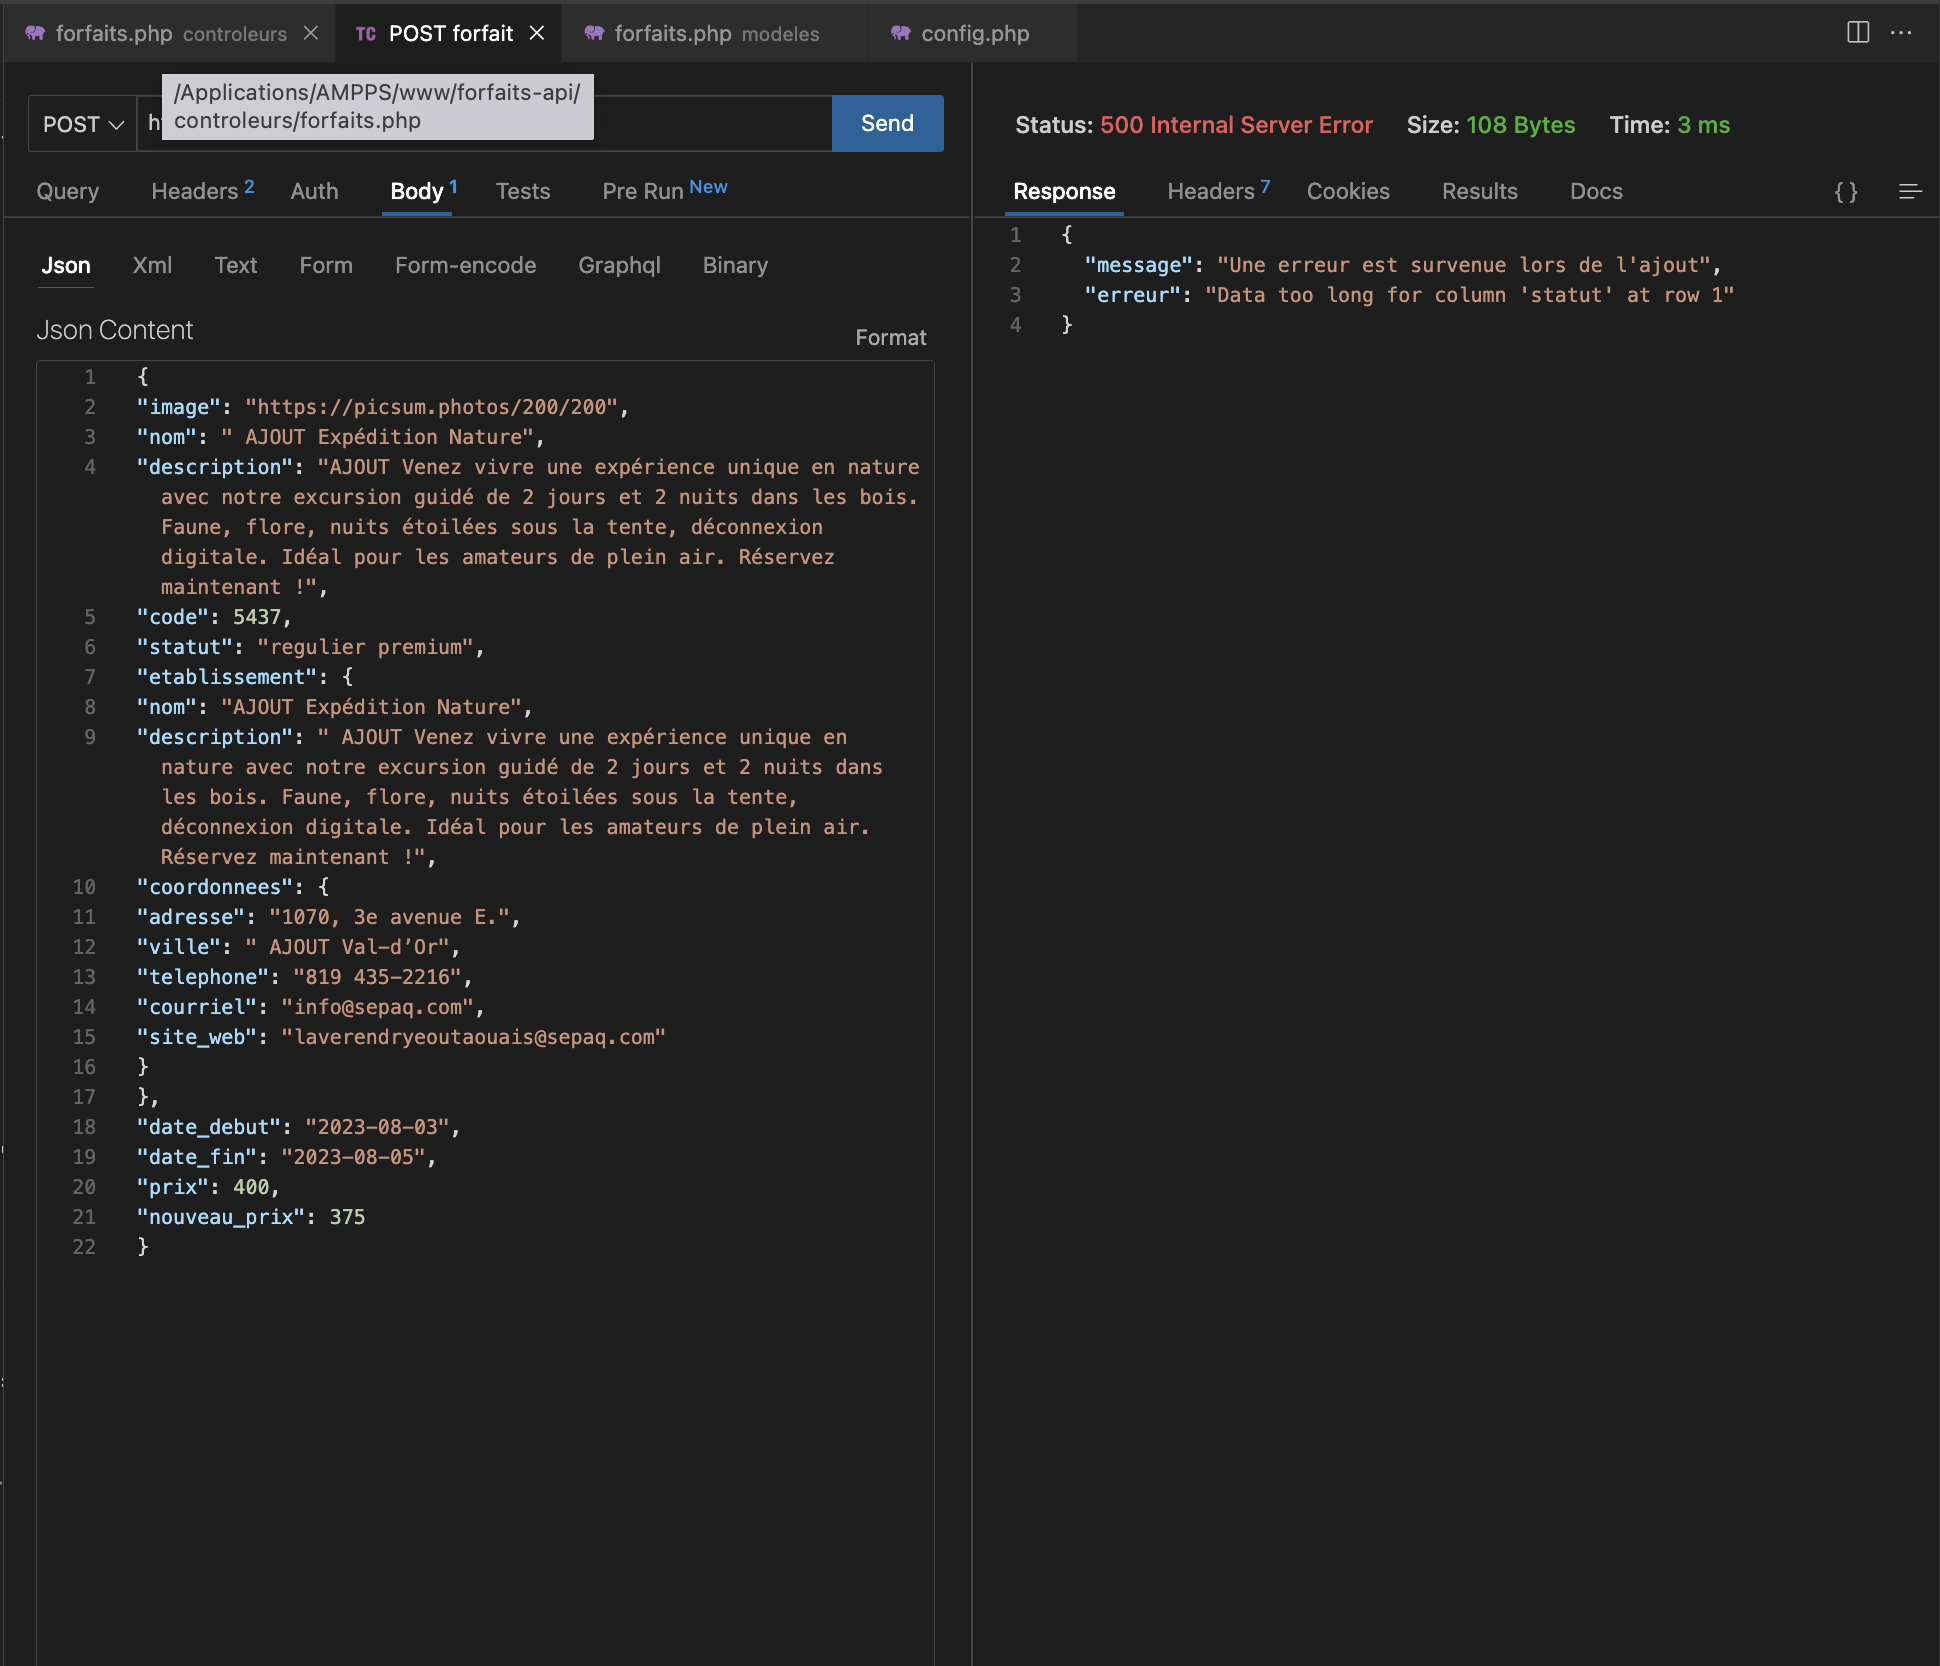 forfaits.php controleurs
TC POST forfait
forfaits.php modeles
config.php
/Applications/AMPPS/www/forfaits-api/
controleurs/forfaits.php
POST
Send
Query Headers 2 Auth Body 1 Tests Pre Run New
Json Xml Text Form Form-encode Graphql Binary
Json Content
Format
1 {
2 "image": "https://picsum.photos/200/200",
3 "nom": " AJOUT Expédition Nature",
4 "description": "AJOUT Venez vivre une expérience unique en nature
avec notre excursion guidé de 2 jours et 2 nuits dans les bois.
Faune, flore, nuits étoilées sous la tente, déconnexion
digitale. Idéal pour les amateurs de plein air. Réservez
maintenant !",
5 "code": 5437,
6 "statut": "regulier premium",
7 "etablissement": {
8 "nom": "AJOUT Expédition Nature",
9 "description": " AJOUT Venez vivre une expérience unique en
nature avec notre excursion guidé de 2 jours et 2 nuits dans
les bois. Faune, flore, nuits étoilées sous la tente,
déconnexion digitale. Idéal pour les amateurs de plein air.
Réservez maintenant !",
10 "coordonnees": {
11 "adresse": "1070, 3e avenue E.",
12 "ville": " AJOUT Val-d’Or",
13 "telephone": "819 435-2216",
14 "courriel": "info@sepaq.com",
15 "site_web": "laverendryeoutaouais@sepaq.com"
16 }
17 },
18 "date_debut": "2023-08-03",
19 "date_fin": "2023-08-05",
20 "prix": 400,
21 "nouveau_prix": 375
22 }
Status: 500 Internal Server Error Size: 108 Bytes Time: 3 ms
Response Headers 7 Cookies Results Docs { }
1 {
2 "message": "Une erreur est survenue lors de l'ajout",
3 "erreur": "Data too long for column 'statut' at row 1"
4 }